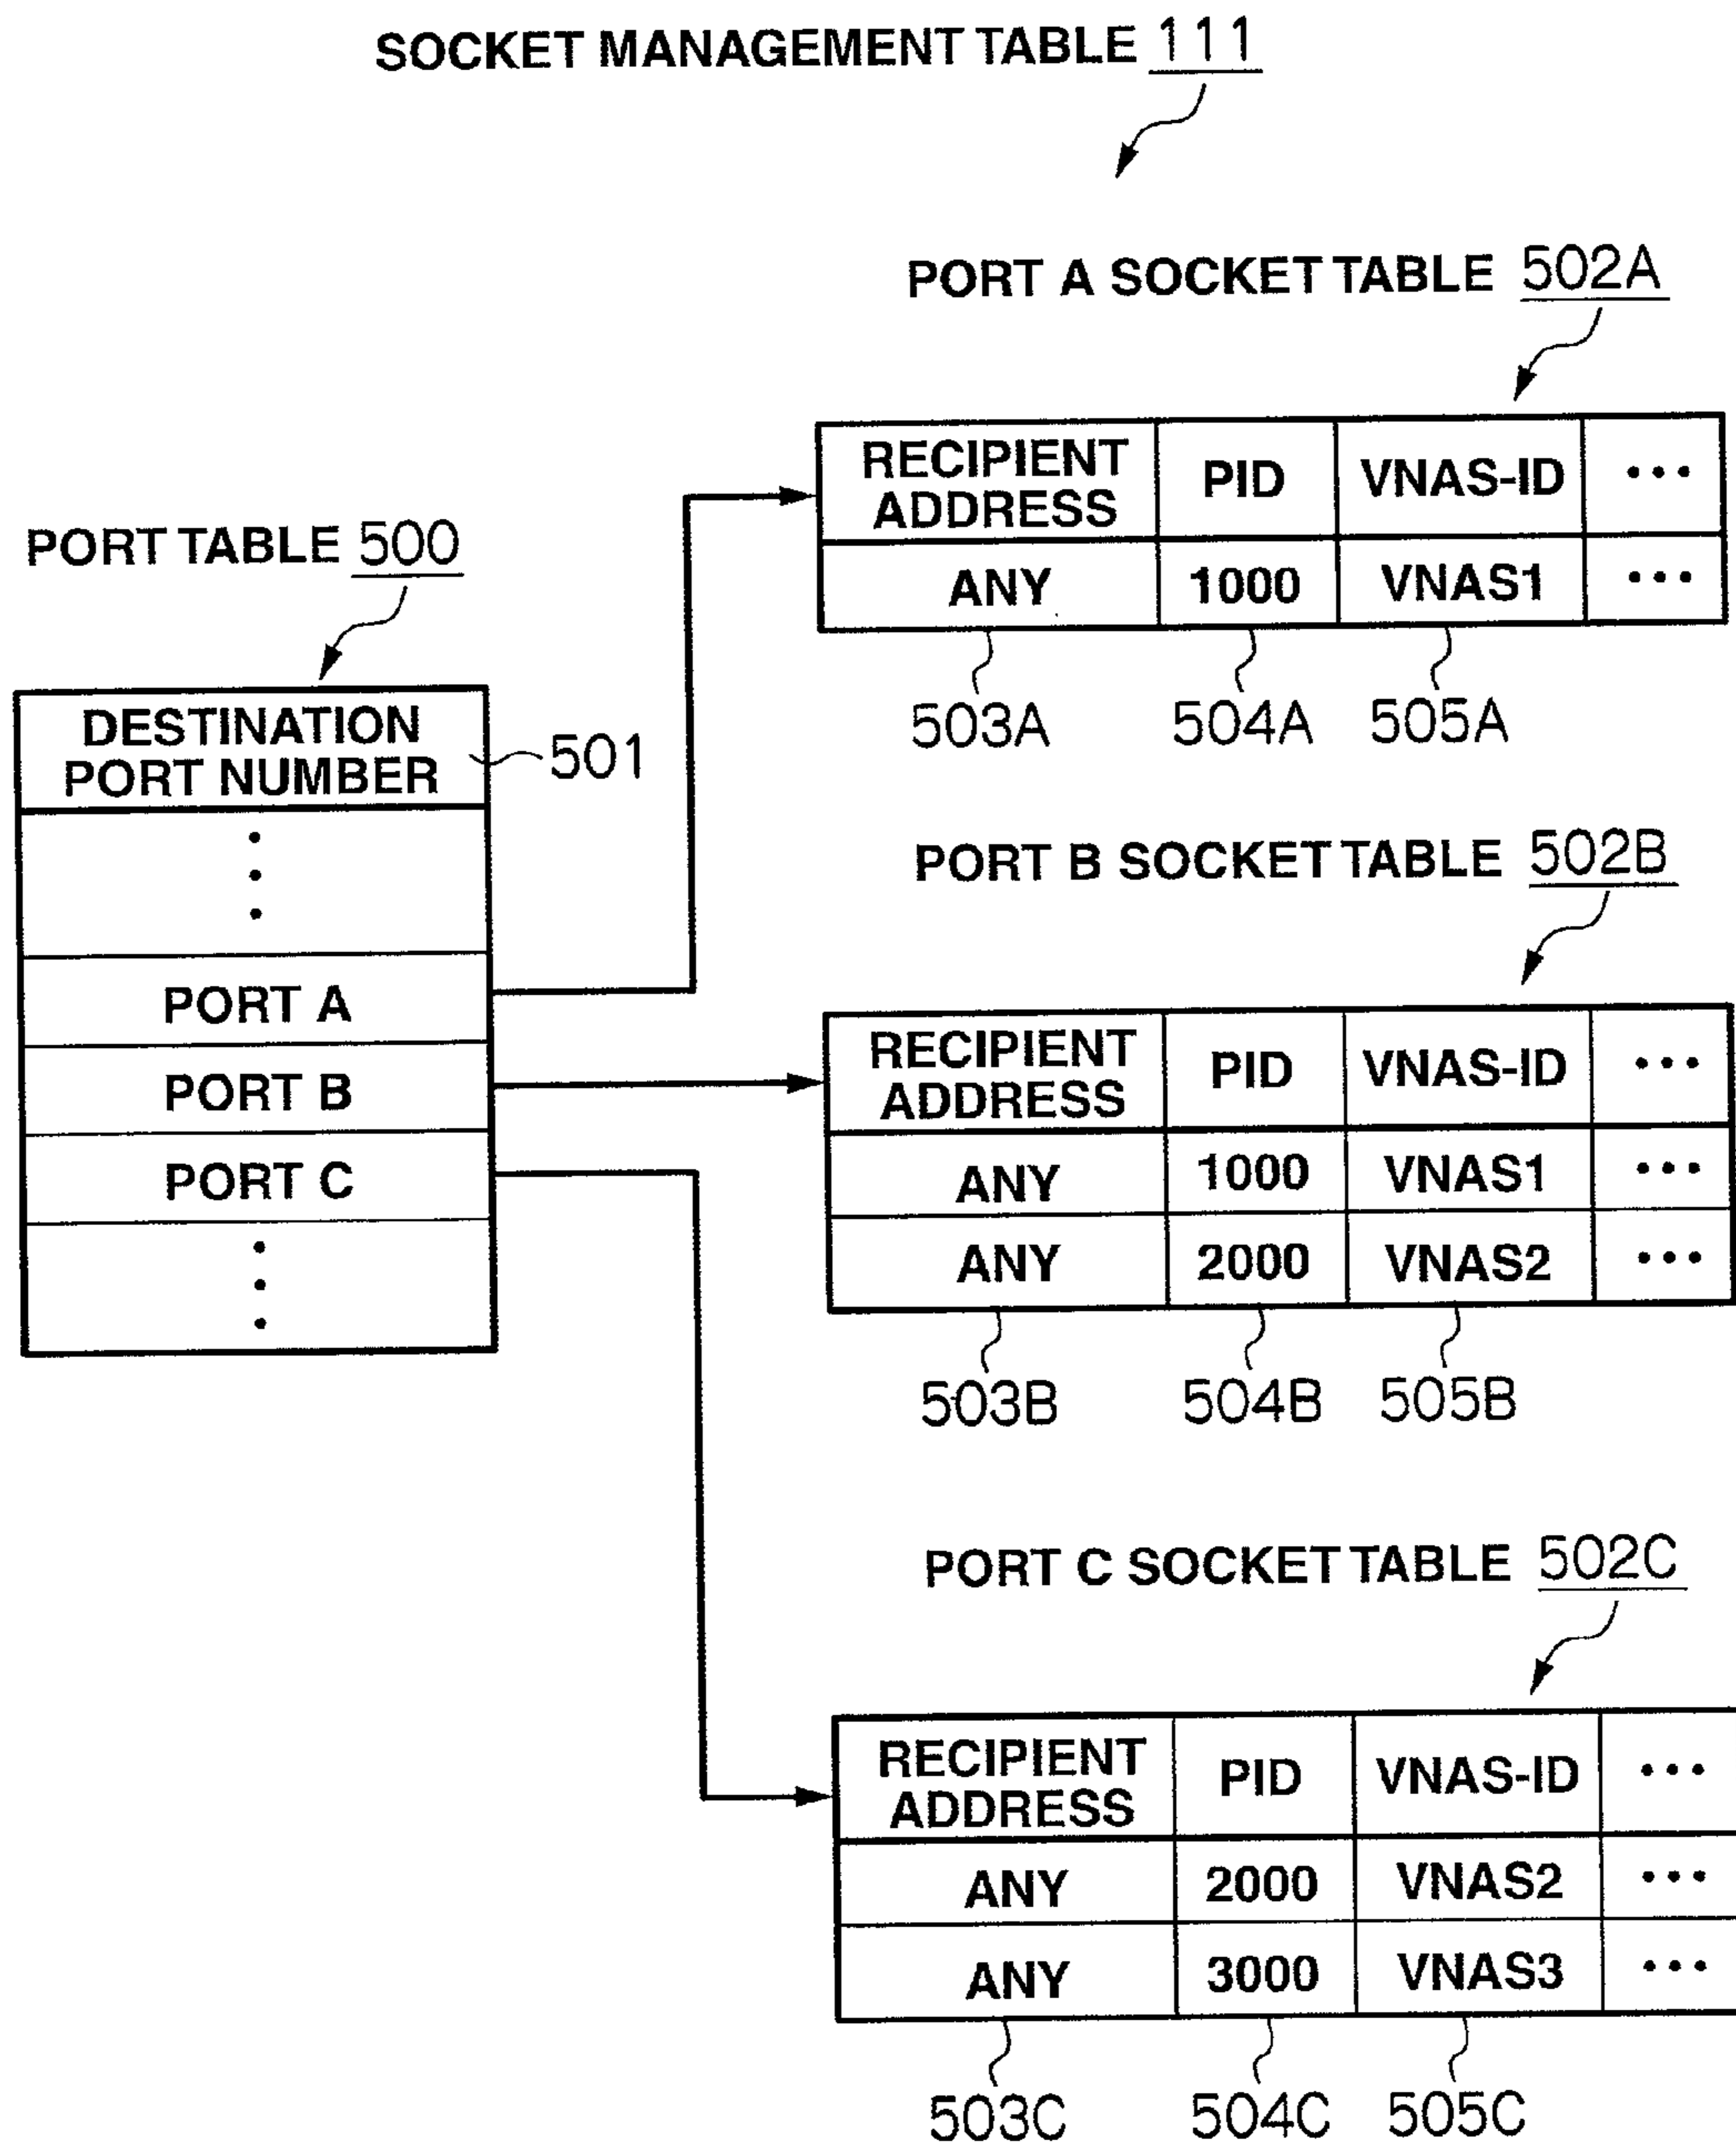 SOCKET MANAGEMENT TABLE 111
PORT A SOCKET TABLE 502A
RECIPIENT ADDRESS PID VNAS-ID •••
ANY 1000 VNAS1 •••
503A 504A 505A
PORT TABLE 500
DESTINATION
PORT NUMBER
501
PORT A
PORT B
PORT C
PORT B SOCKET TABLE 502B
RECIPIENT ADDRESS PID VNAS-ID •••
ANY 1000 VNAS1 •••
ANY 2000 VNAS2 •••
503B 504B 505B
PORT C SOCKET TABLE 502C
RECIPIENT ADDRESS PID VNAS-ID •••
ANY 2000 VNAS2 •••
ANY 3000 VNAS3 •••
503C 504C 505C